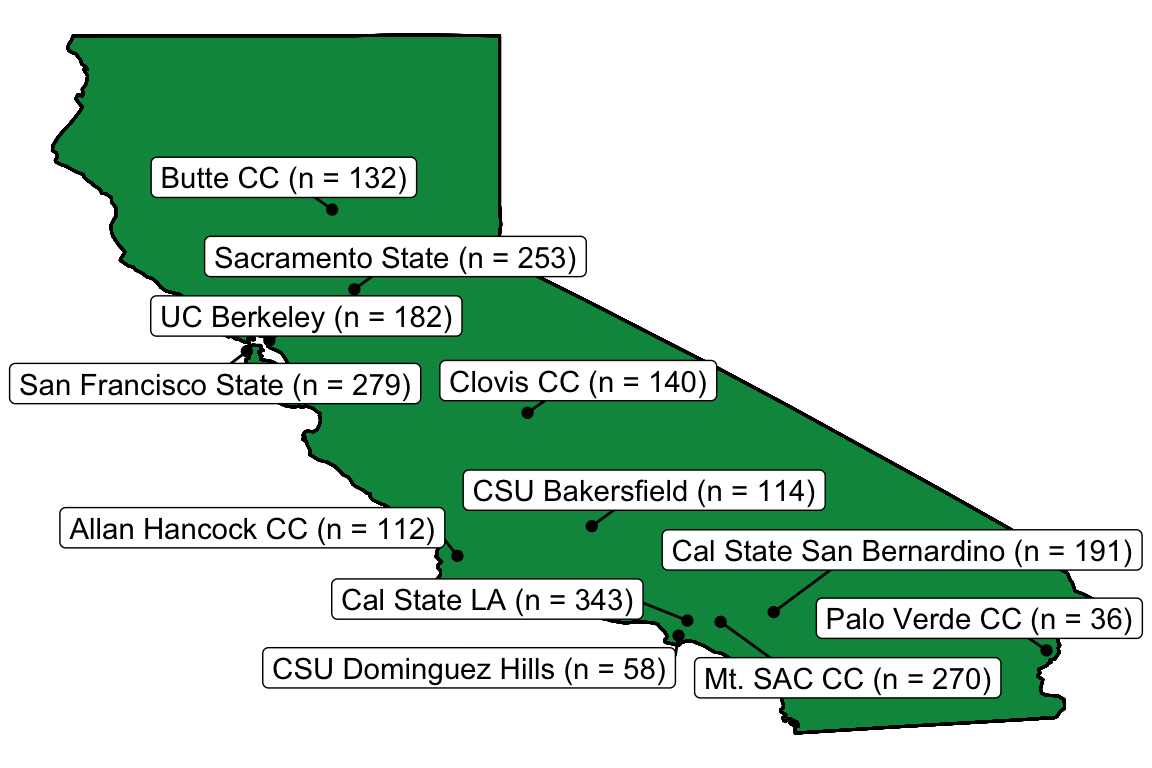 Butte CC (n = 132)
Sacramento State (n = 253)
UC Berkeley (n = 182)
San Francisco State (n = 279)
Clovis CC (n = 140)
CSU Bakersfield (n = 114)
Allan Hancock CC (n = 112)
Cal State San Bernardino (n = 191)
Cal State LA (n = 343)
Palo Verde CC (n = 36)
CSU Dominguez Hills (n = 58)
Mt. SAC CC (n = 270)